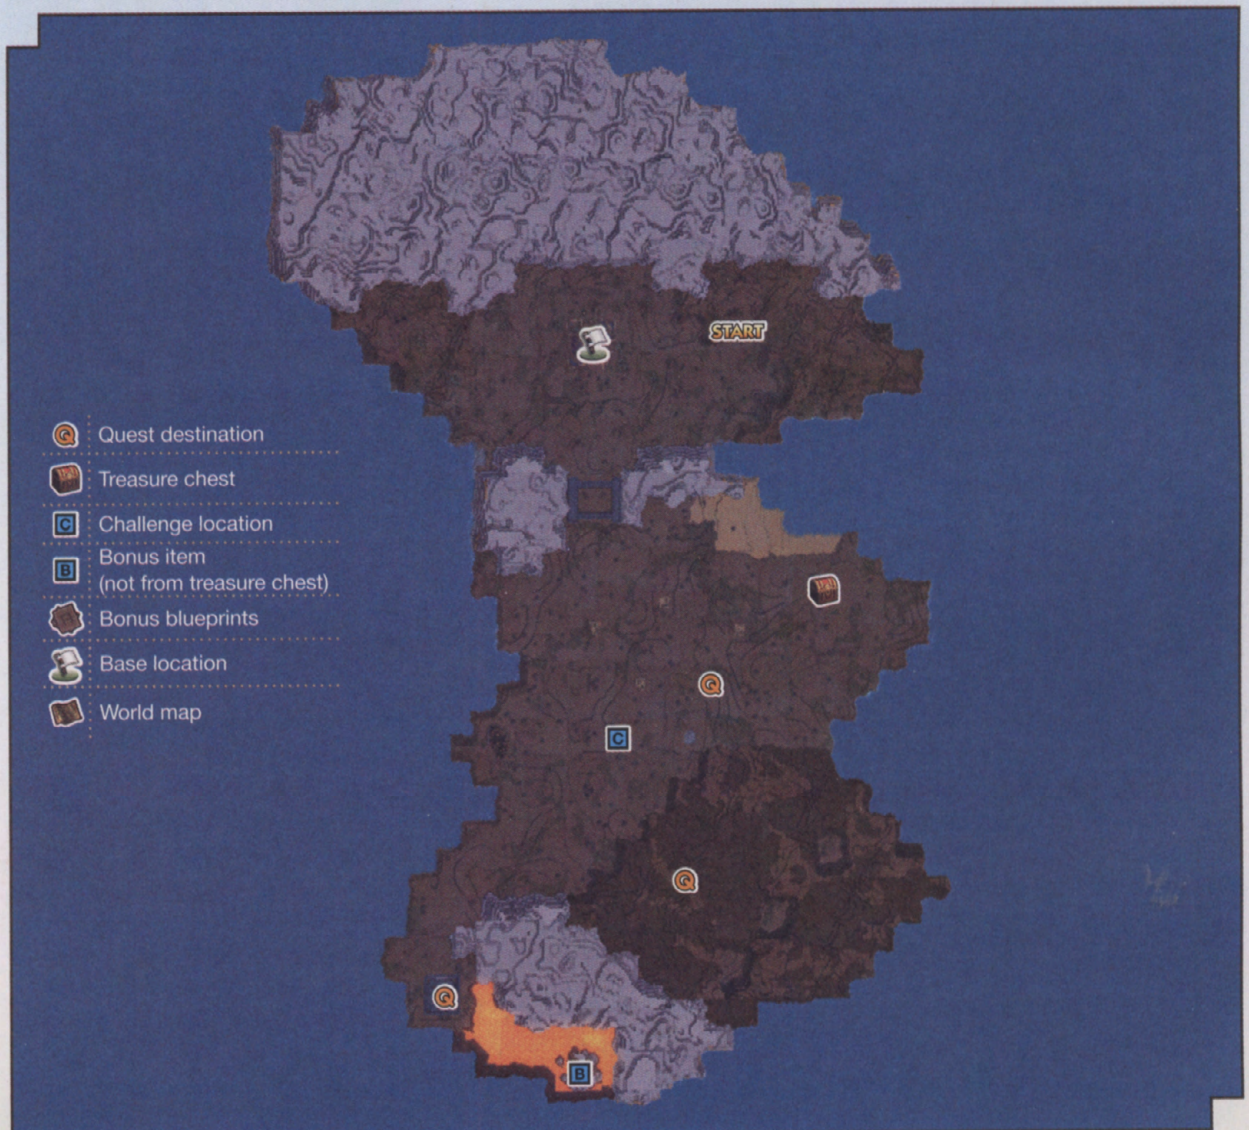 START
Q Quest destination
Treasure chest
C Challenge location
B Bonus item
(not from treasure chest)
Bonus blueprints
Base location
World map
Q
C
Q
Q
B